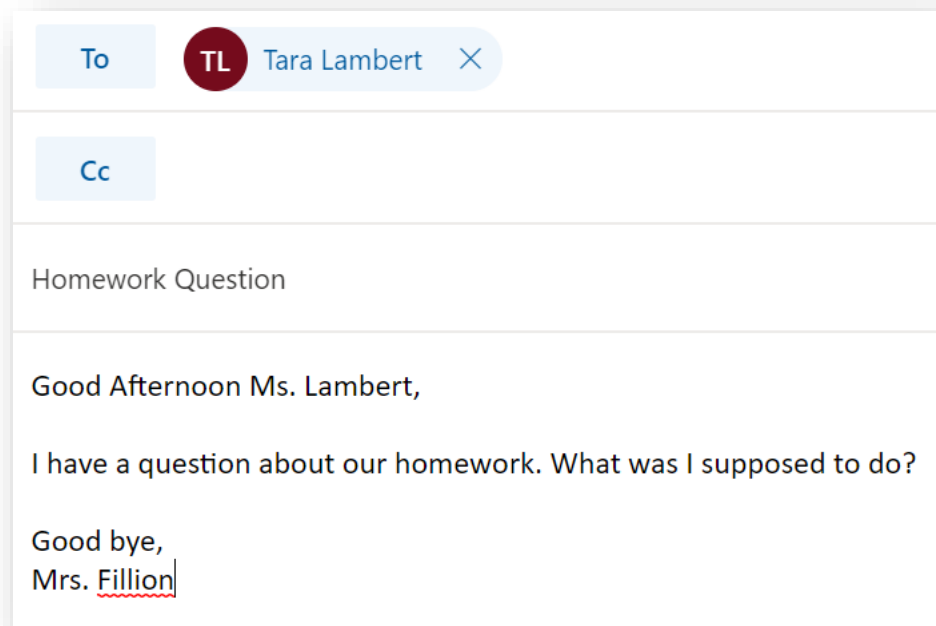 To
TL Tara Lambert
Cc
Homework Question
Good Afternoon Ms. Lambert,
I have a question about our homework. What was I supposed to do?
Good bye,
Mrs. Fillion